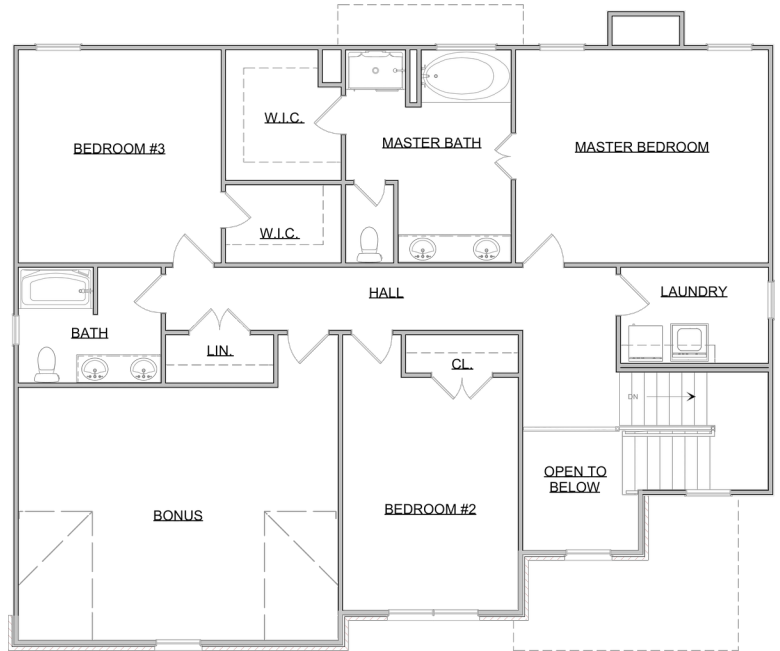 W.I.C.
BEDROOM #3
MASTER BATH
MASTER BEDROOM
W.I.C.
HALL
LAUNDRY
BATH
LIN.
CL.
DN
OPEN TO
BELOW
BEDROOM #2
BONUS